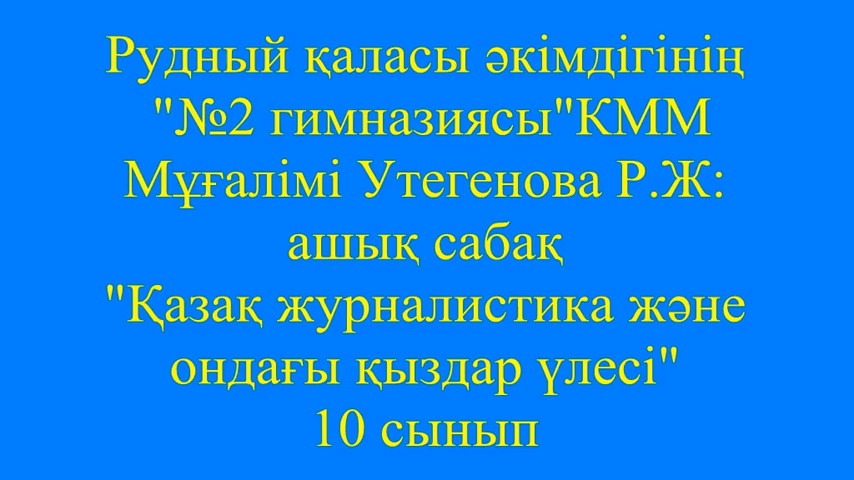 Рудный қаласы әкімдігінің
"№2 гимназиясы"КММ
Мұғалімі Утегенова Р.Ж:
ашық сабақ
"Қазақ журналистика және
ондағы қыздар үлесі"
10 сынып